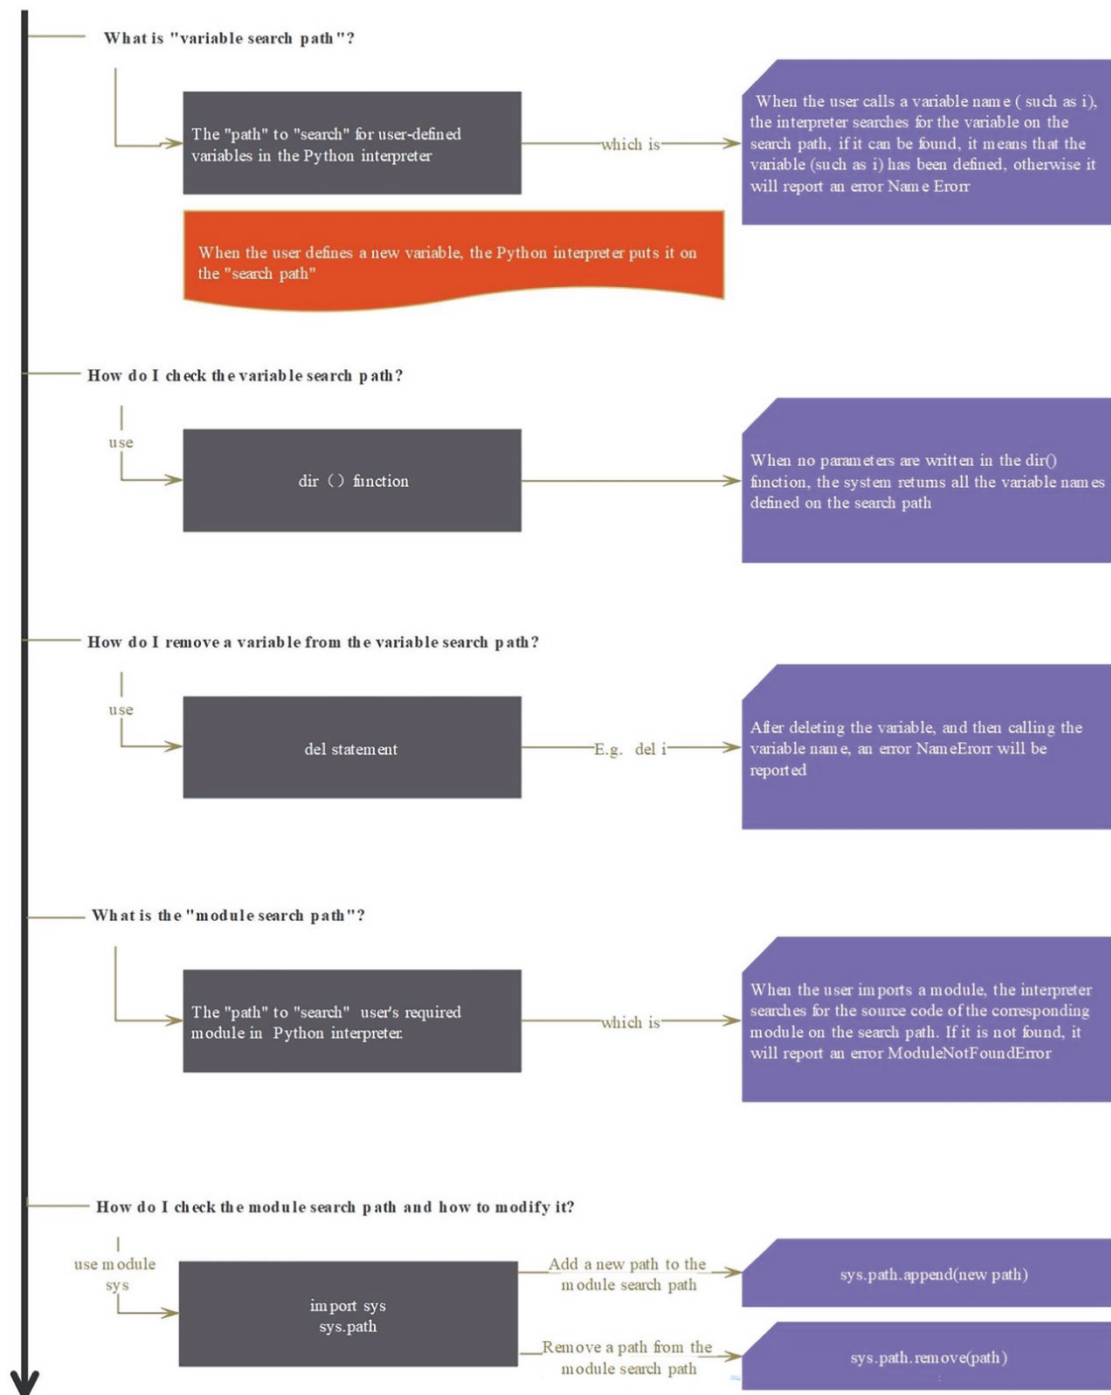 What is "variable search path"?
The "path" to "search" for user-defined
variables in the Python interpreter
which is
When the user calls a variable name ( such as i),
the interpreter searches for the variable on the
search path, if it can be found, it means that the
variable (such as i) has been defined, otherwise it
will report an error Name Erorr
When the user defines a new variable, the Python interpreter puts it on
the "search path"
How do I check the variable search path?
use
dir () function
When no parameters are written in the dir()
function, the system returns all the variable names
defined on the search path
How do I remove a variable from the variable search path?
use
del statement
E.g. del i
After deleting the variable, and then calling the
variable name, an error NameErorr will be
reported
What is the "module search path"?
The "path" to "search" user's required
module in Python interpreter.
which is
When the user imports a module, the interpreter
searches for the source code of the corresponding
module on the search path. If it is not found, it
will report an error ModuleNotFoundError
How do I check the module search path and how to modify it?
use module
sys
import sys
sys.path
Add a new path to the
module search path
sys.path.append(new path)
Remove a path from the
module search path
sys.path.remove(path)